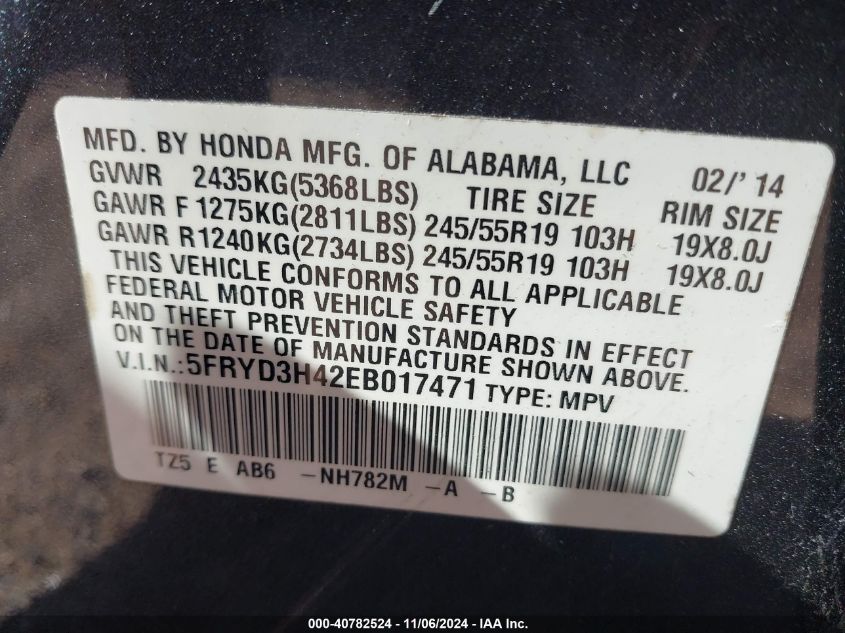 MFD. BY HONDA MFG. OF ALABAMA, LLC 02/' 14
GVWR 2435KG(5368LBS) TIRE SIZE RIM SIZE
GAWR F 1275KG(2811LBS) 245/55R19 103H 19X8.0J
GAWR R1240KG(2734LBS) 245/55R19 103H 19X8.0J
THIS VEHICLE CONFORMS TO ALL APPLICABLE
FEDERAL MOTOR VEHICLE SAFETY
AND THEFT PREVENTION STANDARDS IN EFFECT
ON THE DATE OF MANUFACTURE SHOWN ABOVE.
V.I.N.:5FRYD3H42EB017471 TYPE: MPV
TZ5 E AB6 -NH782M -A -B
000-40782524 - 11/06/2024 - IAA Inc.